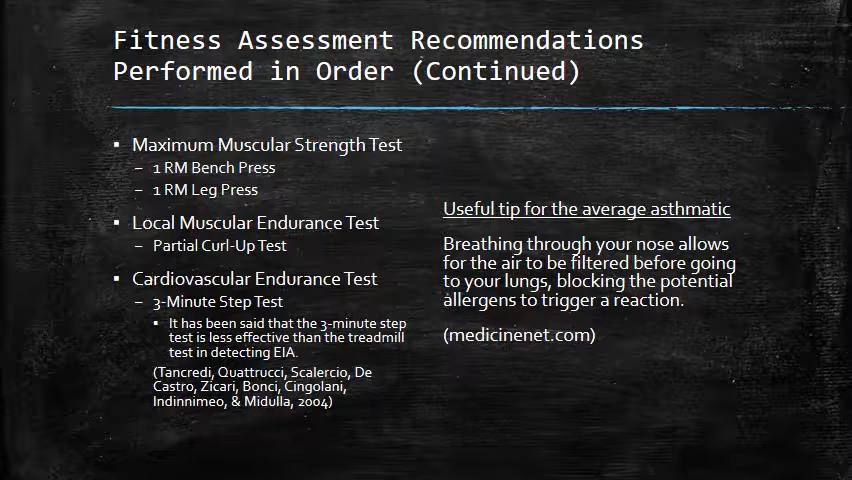 Fitness Assessment Recommendations
Performed in Order (Continued)
▪ Maximum Muscular Strength Test
– 1 RM Bench Press
– 1 RM Leg Press
▪ Local Muscular Endurance Test
– Partial Curl-Up Test
▪ Cardiovascular Endurance Test
– 3-Minute Step Test
▪ It has been said that the 3-minute step
test is less effective than the treadmill
test in detecting EIA.
(Tancredi, Quattrucci, Scalercio, De
Castro, Zicari, Bonci, Cingolani,
Indinnimeo, & Midulla, 2004)
Useful tip for the average asthmatic
Breathing through your nose allows
for the air to be filtered before going
to your lungs, blocking the potential
allergens to trigger a reaction.
(medicinenet.com)